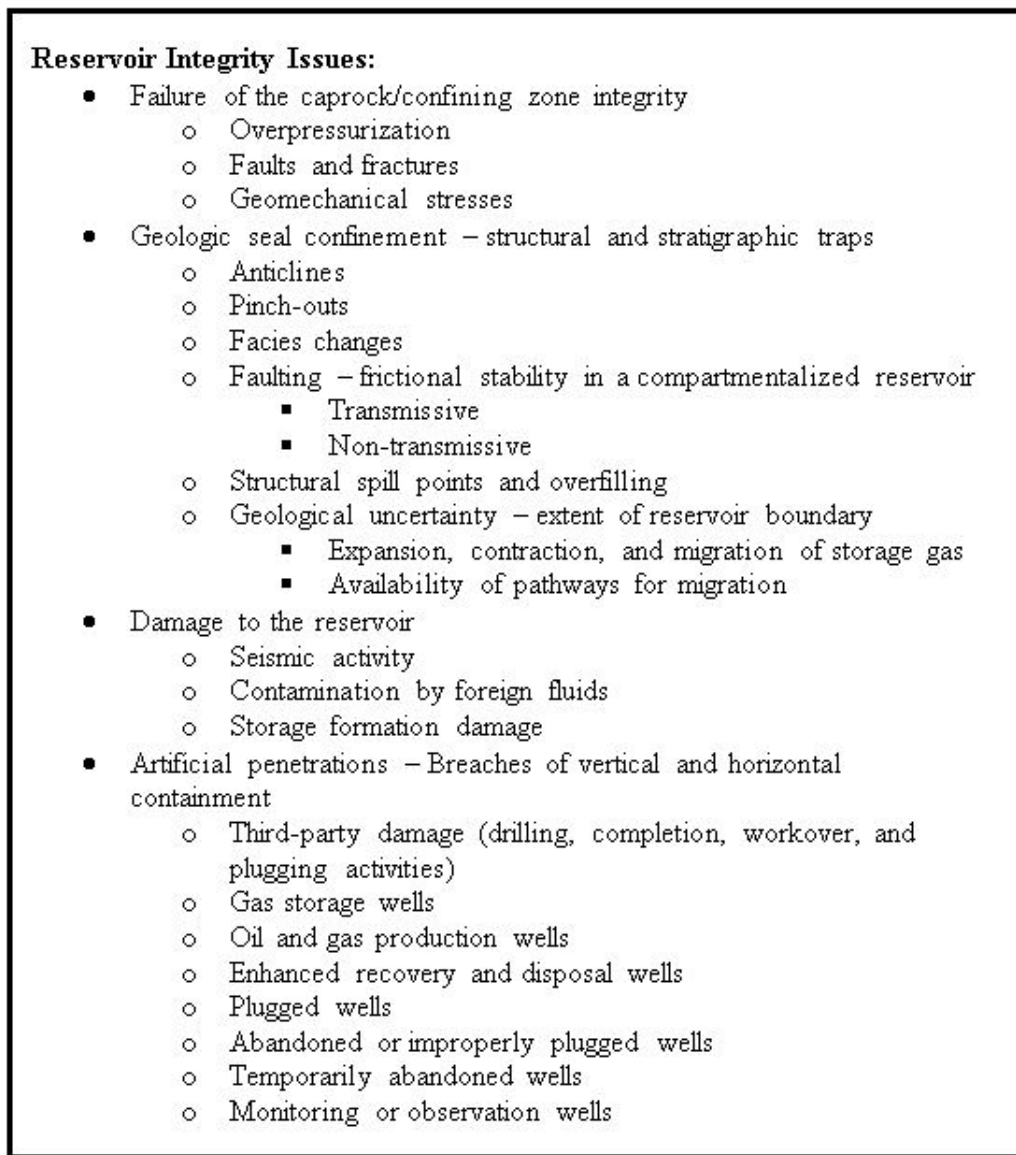 Reservoir Integrity Issues:
● Failure of the caprock/confining zone integrity
o Overpressurization
o Faults and fractures
o Geomechanical stresses
● Geologic seal confinement – structural and stratigraphic traps
o Anticlines
o Pinch-outs
o Facies changes
o Faulting – frictional stability in a compartmentalized reservoir
▪ Transmissive
▪ Non-transmissive
o Structural spill points and overfilling
o Geological uncertainty – extent of reservoir boundary
▪ Expansion, contraction, and migration of storage gas
▪ Availability of pathways for migration
● Damage to the reservoir
o Seismic activity
o Contamination by foreign fluids
o Storage formation damage
● Artificial penetrations – Breaches of vertical and horizontal
containment
o Third-party damage (drilling, completion, workover, and
plugging activities)
o Gas storage wells
o Oil and gas production wells
o Enhanced recovery and disposal wells
o Plugged wells
o Abandoned or improperly plugged wells
o Temporarily abandoned wells
o Monitoring or observation wells